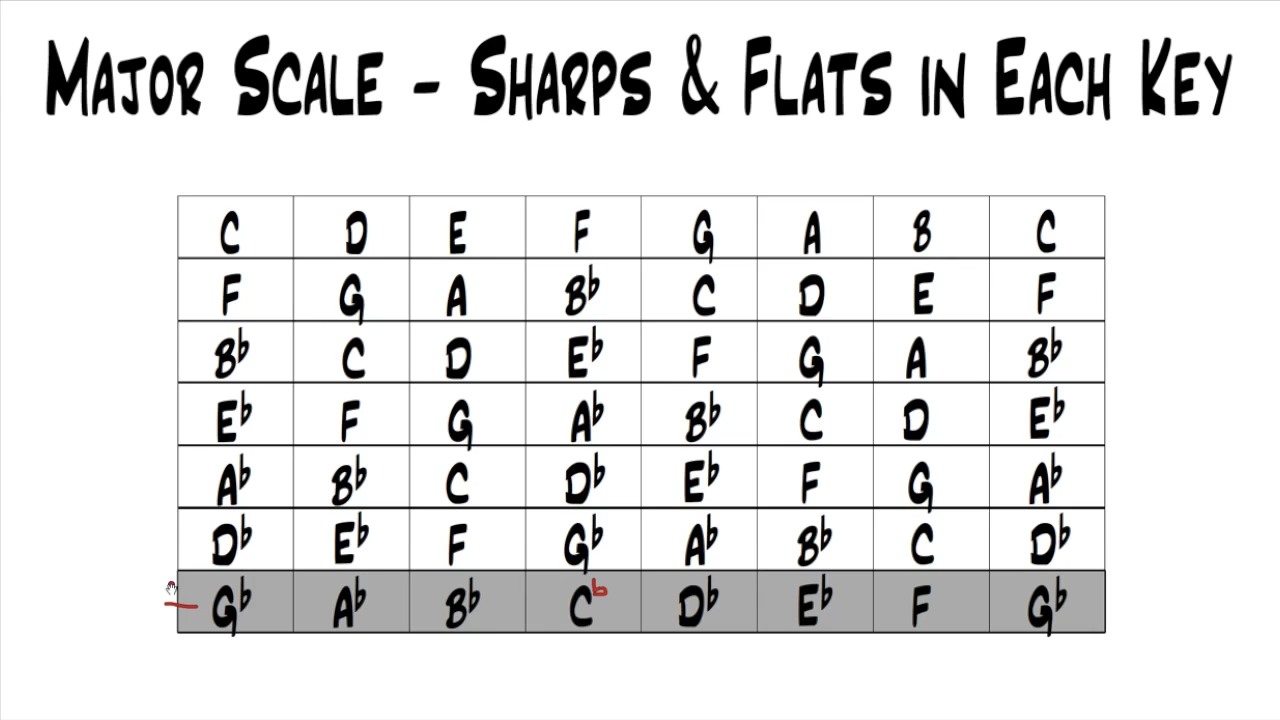 MAJOR SCALE - SHARPS & FLATS IN EACH KEY
C D E F G A B C
F G A B♭ C D E F
B♭ C D E♭ F G A B♭
E♭ F G A♭ B♭ C D E♭
A♭ B♭ C D♭ E♭ F G A♭
D♭ E♭ F G♭ A♭ B♭ C D♭
G♭ A♭ B♭ C♭ D♭ E♭ F G♭